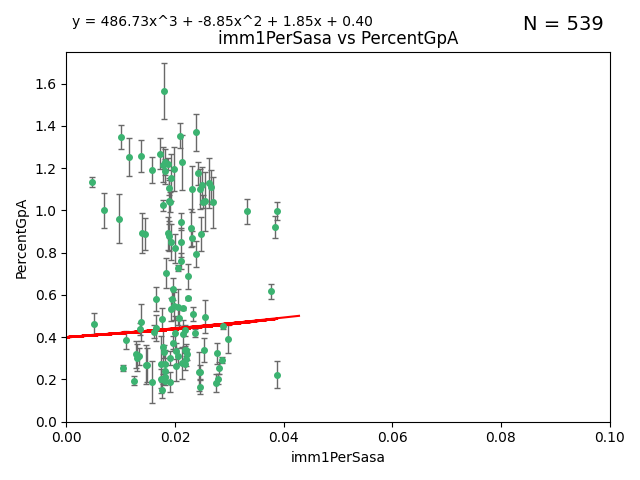 y = 486.73x^3 + -8.85x^2 + 1.85x + 0.40
N = 539
imm1PerSasa vs PercentGpA
1.6
1.4
1.2
1.0
0.8
0.6
0.4
0.2
0.0
PercentGpA
0.00 0.02 0.04 0.06 0.08 0.10
imm1PerSasa